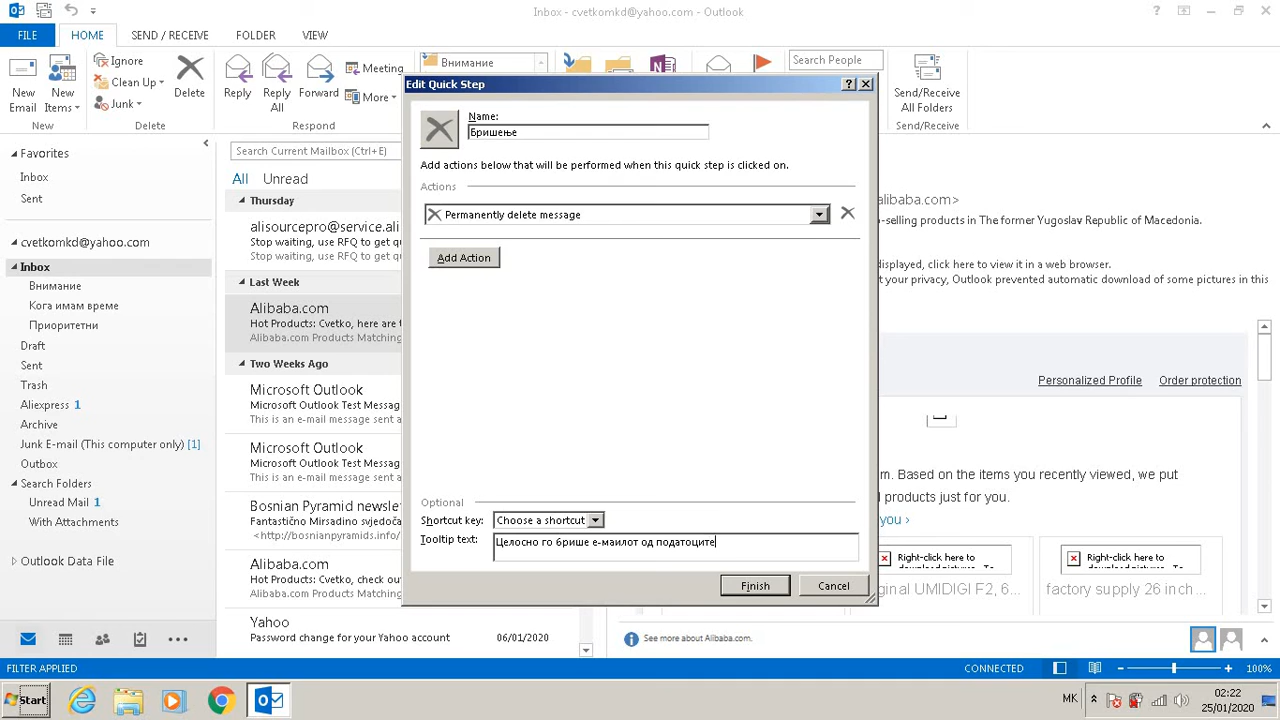 Inbox - cvetkomkd@yahoo.com - Outlook
FILE HOME SEND / RECEIVE FOLDER VIEW
New Email
New Items
Ignore
Clean Up
Junk
Delete
Reply
Reply All
Forward
Meeting
More
Внимание
Search People
Send/Receive All Folders
New
Delete
Send/Receive
Favorites
Inbox
Sent
cvetkomkd@yahoo.com
Inbox
Внимание
Кога имам време
Приоритетни
Draft
Sent
Trash
Aliexpress 1
Archive
Junk E-mail (This computer only) [1]
Outbox
Search Folders
Unread Mail 1
With Attachments
Outlook Data File
Search Current Mailbox (Ctrl+E)
All Unread
Thursday
alisourcepro@service.ali
Stop waiting, use RFQ to get qu
Stop waiting, use RFQ to get qu
Last Week
Alibaba.com
Hot Products: Cvetko, here are t
Alibaba.com Products Matching
Two Weeks Ago
Microsoft Outlook
Microsoft Outlook Test Messag
This is an e-mail message sent a
Microsoft Outlook
Microsoft Outlook Test Messag
This is an e-mail message sent a
Bosnian Pyramid newslet
Fantastično Mirsadino svjedoča
<http://bosnianpyramids.info/
Alibaba.com
Alibaba.com: Cvetko, check out
Alibaba.com
Yahoo
Password change for your Yahoo account 06/01/2020
Edit Quick Step
Name:
Бришење
Add actions below that will be performed when this quick step is clicked on.
Actions
Permanently delete message
Add Action
Optional
Shortcut key: Choose a shortcut
Tooltip text: Целосно го брише е-маилот од податоците
Finish Cancel
alibaba.com>
o-selling products in The former Yugoslav Republic of Macedonia.
displayed, click here to view it in a web browser.
t your privacy, Outlook prevented automatic download of some pictures in this
Personalized Profile Order protection
m. Based on the items you recently viewed, we put
d products just for you.
you ›
Right-click here to
Right-click here to
ginal UMIDIGI F2, 6... factory supply 26 inch ...
See more about Alibaba.com.
FILTER APPLIED CONNECTED 100%
Start MK 02:22
25/01/2020